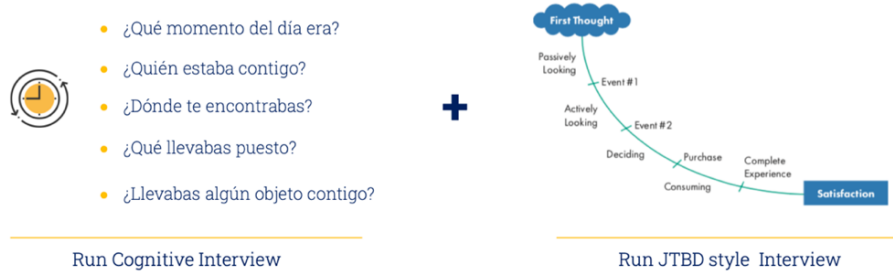 ¿Qué momento del día era?
¿Quién estaba contigo?
¿Dónde te encontrabas?
¿Qué llevabas puesto?
¿Llevabas algún objeto contigo?
Run Cognitive Interview
+
First Thought
Passively
Looking
Event #1
Actively
Looking
Event #2
Deciding
Purchase
Consuming
Complete
Experience
Satisfaction
Run JTBD style Interview